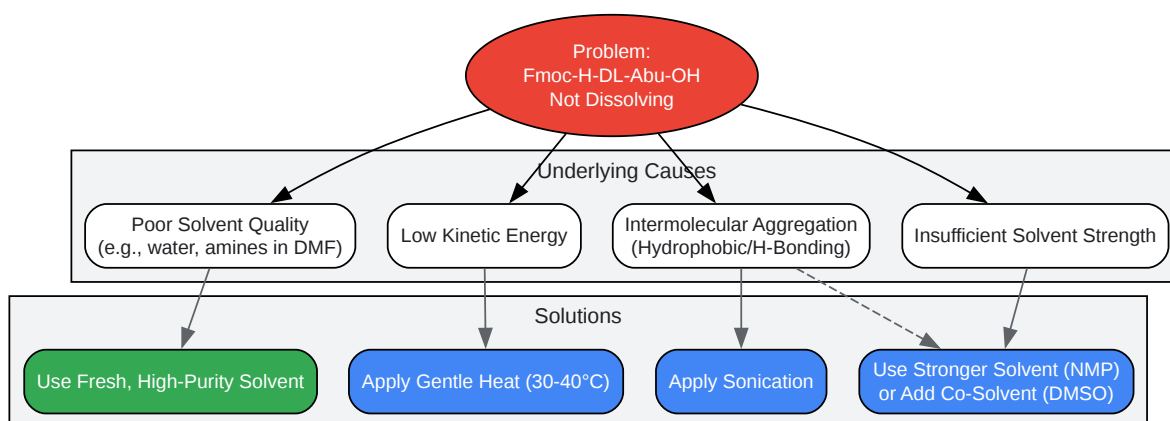 Problem:
Fmoc-H-DL-Abu-OH
Not Dissolving
Underlying Causes
Poor Solvent Quality
(e.g., water, amines in DMF)
Low Kinetic Energy
Intermolecular Aggregation
(Hydrophobic/H-Bonding)
Insufficient Solvent Strength
Solutions
Use Fresh, High-Purity Solvent
Apply Gentle Heat (30-40°C)
Apply Sonication
Use Stronger Solvent (NMP)
or Add Co-Solvent (DMSO)